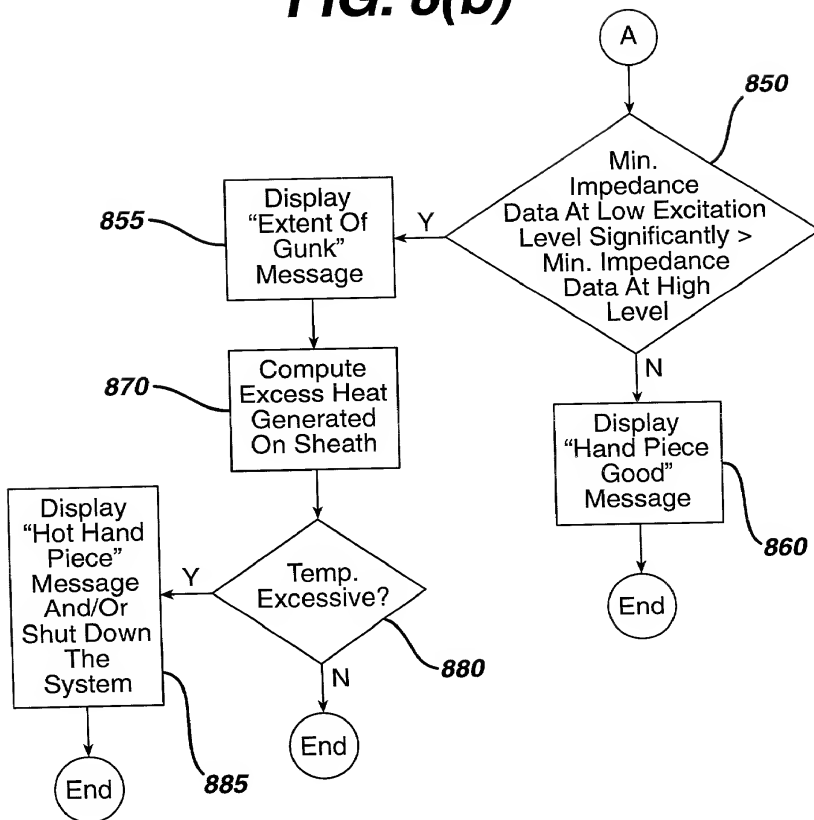 A
850
Min.
Impedance
Data At Low Excitation
Level Significantly >
Min. Impedance
Data At High
Level
Y
N
855
Display
“Extent Of
Gunk”
Message
870
Compute
Excess Heat
Generated
On Sheath
Display
“Hand Piece
Good”
Message
860
End
Temp.
Excessive?
880
Y
N
Display
“Hot Hand
Piece”
Message
And/Or
Shut Down
The
System
885
End
End